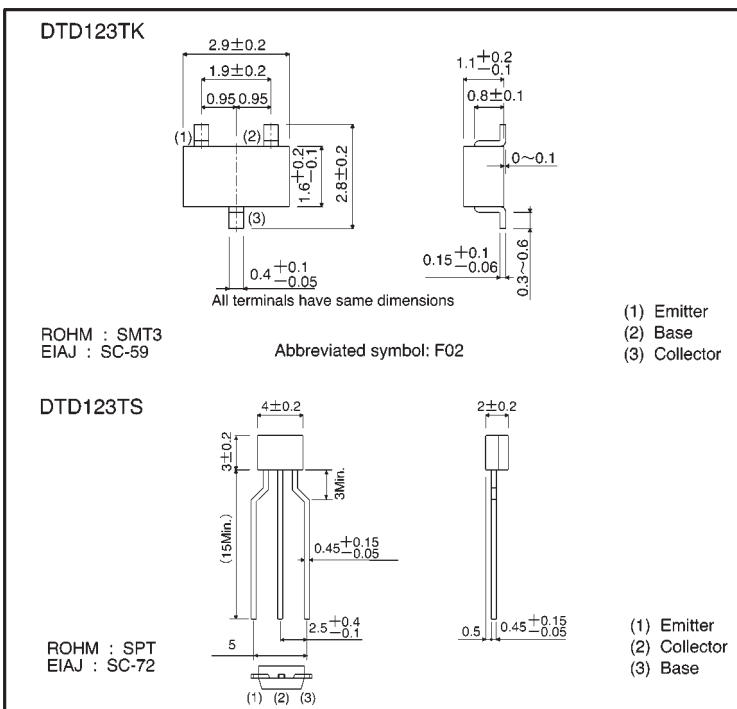 DTD123TK
2.9±0.2
1.9±0.2
0.95 0.95
(1) (2)
(3)
1.6+0.2−0.1
2.8±0.2
0.4+0.1−0.05
All terminals have same dimensions
1.1+0.2−0.1
0.8±0.1
0～0.1
0.15+0.1−0.06
0.3～0.6
ROHM : SMT3
EIAJ : SC-59
Abbreviated symbol: F02
(1) Emitter
(2) Base
(3) Collector
DTD123TS
4±0.2
3±0.2
(15Min.)
3Min.
0.45+0.15−0.05
2.5+0.4−0.1
5
(1) (2) (3)
2±0.2
0.5
0.45+0.15−0.05
ROHM : SPT
EIAJ : SC-72
(1) Emitter
(2) Collector
(3) Base